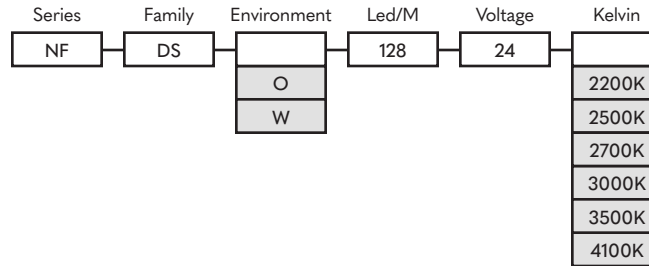 Series Family Environment Led/M Voltage Kelvin
NF DS 128 24
O 2200K
W 2500K
2700K
3000K
3500K
4100K